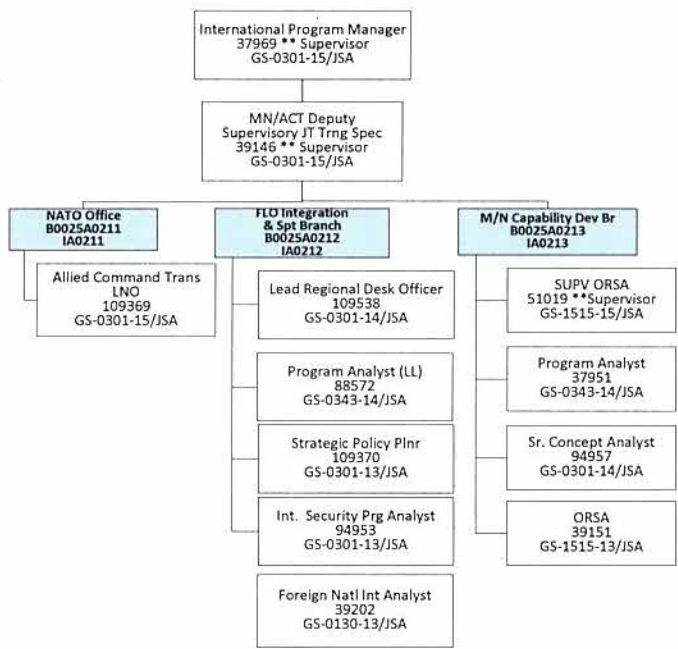 International Program Manager
37969 ** Supervisor
GS-0301-15/JSA
MN/ACT Deputy
Supervisory JT Trng Spec
39146 ** Supervisor
GS-0301-15/JSA
NATO Office
B0025A0211
IA0211
Allied Command Trans
LNO
109369
GS-0301-15/JSA
FLO Integration
& Spt Branch
B0025A0212
IA0212
Lead Regional Desk Officer
109538
GS-0301-14/JSA
Program Analyst (LL)
88572
GS-0343-14/JSA
Strategic Policy Plnr
109370
GS-0301-13/JSA
Int. Security Prg Analyst
94953
GS-0301-13/JSA
Foreign Natl Int Analyst
39202
GS-0130-13/JSA
M/N Capability Dev Br
B0025A0213
IA0213
SUPV ORSA
51019 **Supervisor
GS-1515-15/JSA
Program Analyst
37951
GS-0343-14/JSA
Sr. Concept Analyst
94957
GS-0301-14/JSA
ORSA
39151
GS-1515-13/JSA